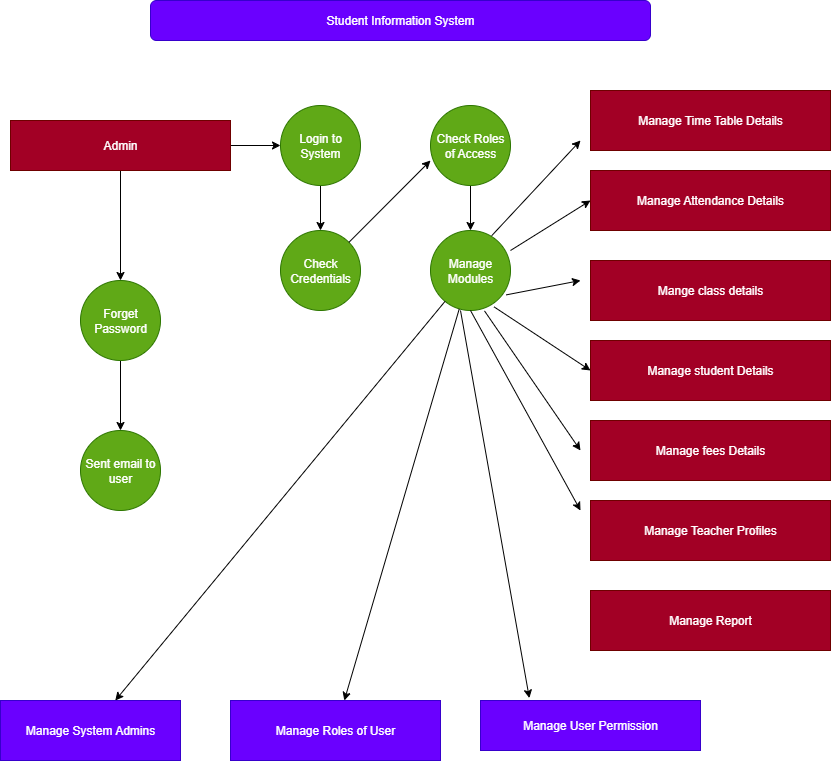 Student Information System
Admin
Login to
System
Check Roles
of Access
Manage Time Table Details
Manage Attendance Details
Check
Credentials
Manage
Modules
Mange class details
Forget
Password
Manage student Details
Manage fees Details
Sent email to
user
Manage Teacher Profiles
Manage Report
Manage System Admins
Manage Roles of User
Manage User Permission